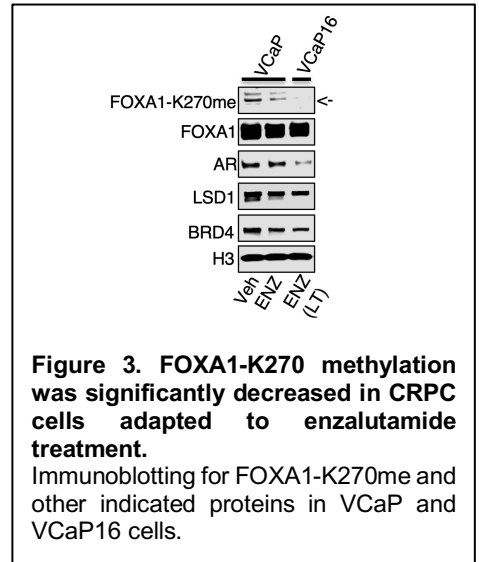 VCaP
VCaP16
FOXA1-K270me
<-
FOXA1
AR
LSD1
BRD4
H3
Veh
ENZ
ENZ
(LT)
Figure 3. FOXA1-K270 methylation
was significantly decreased in CRPC
cells adapted to enzalutamide
treatment.
Immunoblotting for FOXA1-K270me and
other indicated proteins in VCaP and
VCaP16 cells.